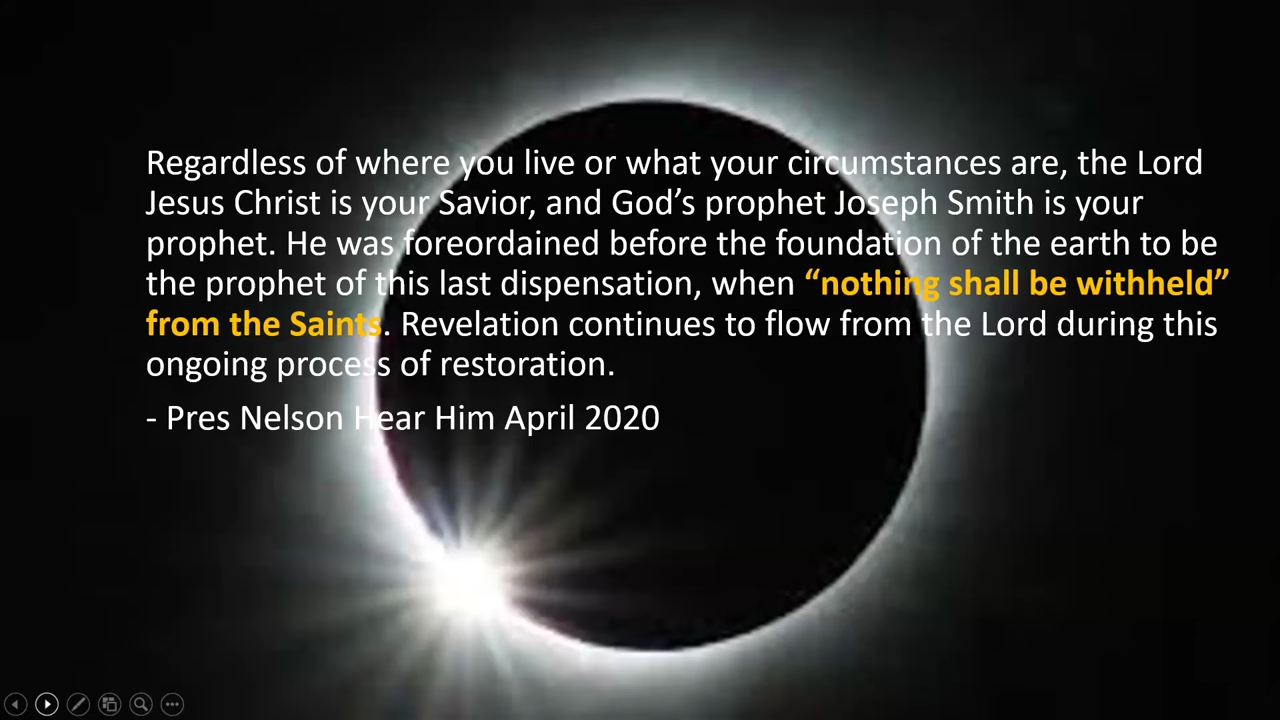 Regardless of where you live or what your circumstances are, the Lord
Jesus Christ is your Savior, and God’s prophet Joseph Smith is your
prophet. He was foreordained before the foundation of the earth to be
the prophet of this last dispensation, when “nothing shall be withheld”
from the Saints. Revelation continues to flow from the Lord during this
ongoing process of restoration.
- Pres Nelson Hear Him April 2020